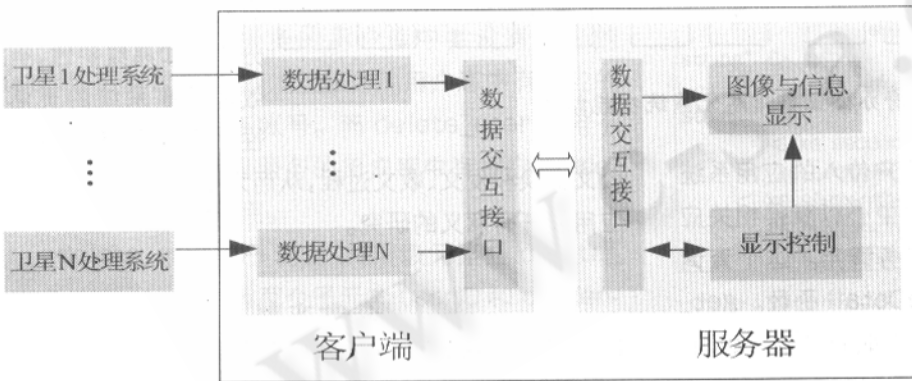 卫星1处理系统
数据处理1
数据交互接口
数据交互接口
图像与信息
显示
卫星N处理系统
数据处理N
显示控制
客户端
服务器